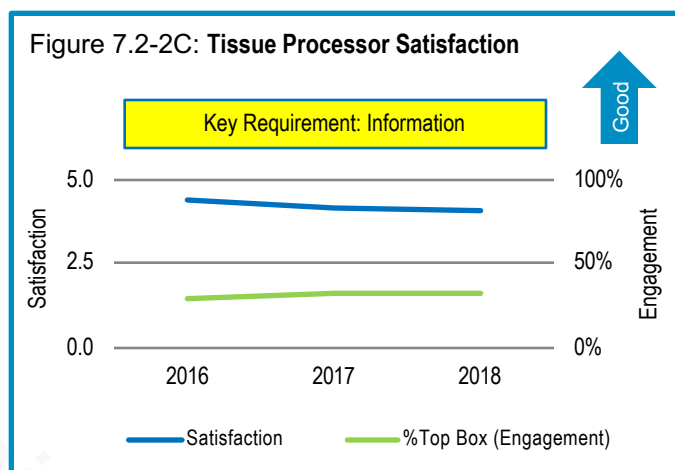 Figure 7.2-2C: Tissue Processor Satisfaction
Good
Key Requirement: Information
5.0
100%
2.5
50%
0.0
0%
Satisfaction
Engagement
2016 2017 2018
Satisfaction %Top Box (Engagement)